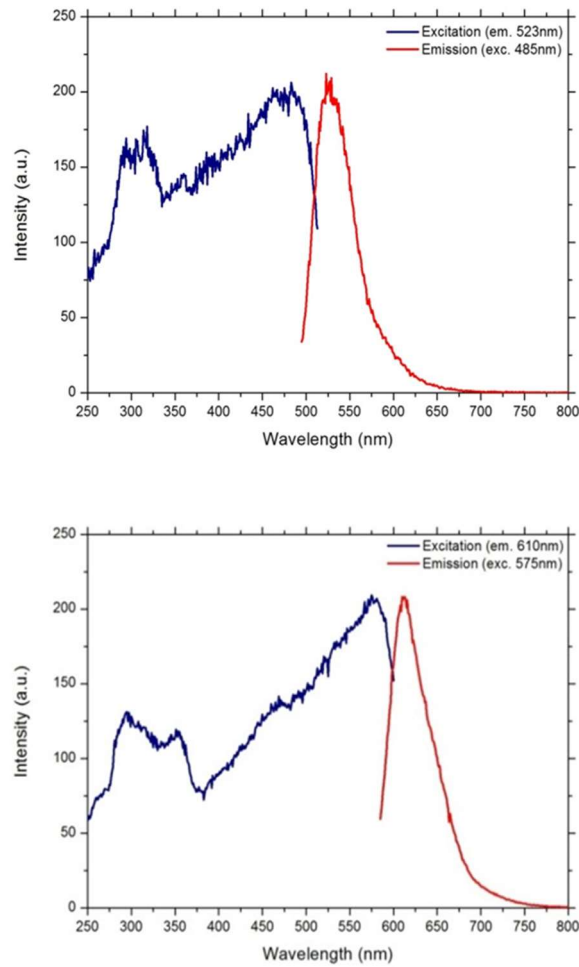 250
200
150
100
50
0
Intensity (a.u.)
Excitation (em. 523nm)
Emission (exc. 485nm)
250 300 350 400 450 500 550 600 650 700 750 800
Wavelength (nm)
250
200
150
100
50
0
Intensity (a.u.)
Excitation (em. 610nm)
Emission (exc. 575nm)
250 300 350 400 450 500 550 600 650 700 750 800
Wavelength (nm)